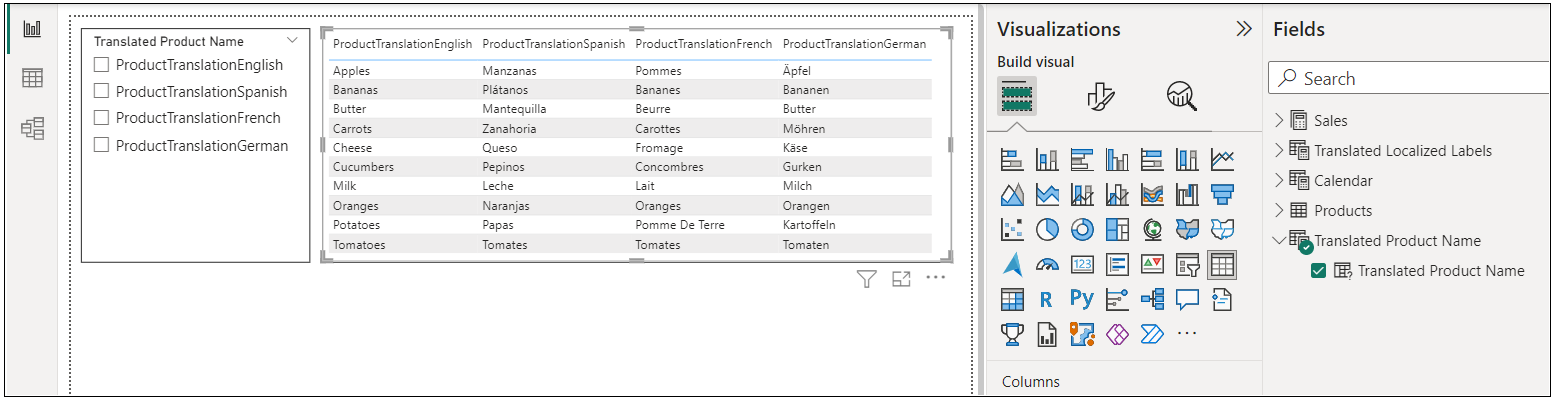 Translated Product Name
ProductTranslationEnglish
ProductTranslationSpanish
ProductTranslationFrench
ProductTranslationGerman
ProductTranslationEnglish ProductTranslationSpanish ProductTranslationFrench ProductTranslationGerman
Apples Manzanas Pommes Äpfel
Bananas Plátanos Bananes Bananen
Butter Mantequilla Beurre Butter
Carrots Zanahoria Carottes Möhren
Cheese Queso Fromage Käse
Cucumbers Pepinos Concombres Gurken
Milk Leche Lait Milch
Oranges Naranjas Oranges Orangen
Potatoes Papas Pomme De Terre Kartoffeln
Tomatoes Tomates Tomates Tomaten
Visualizations
Build visual
123
R Py
Columns
Fields
Search
Sales
Translated Localized Labels
Calendar
Products
Translated Product Name
Translated Product Name